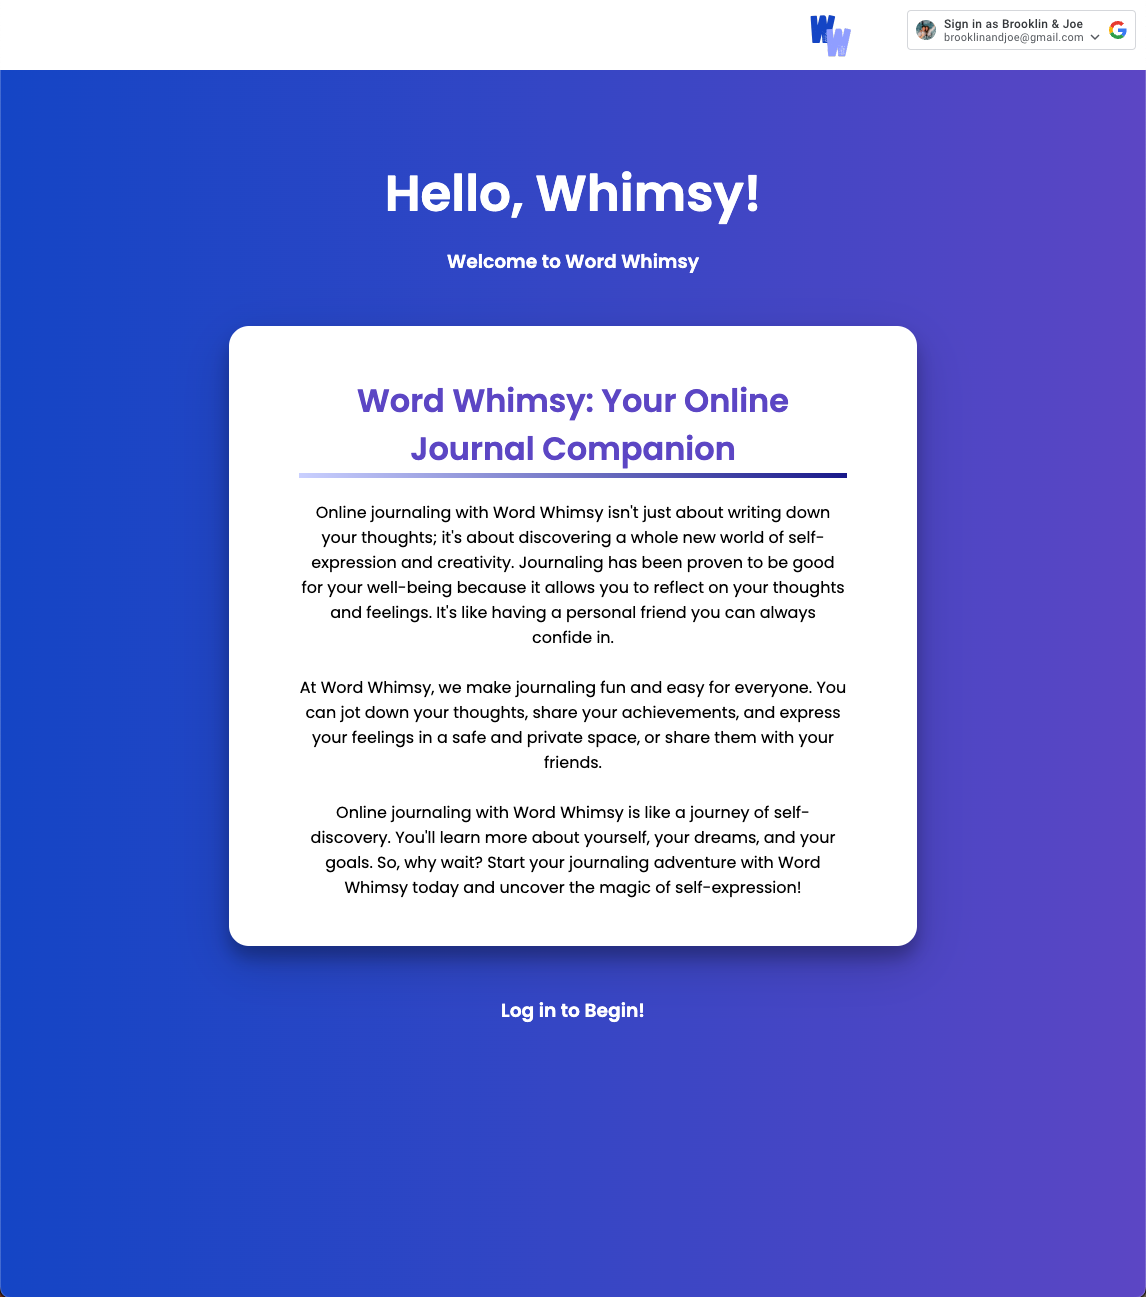 WW
Sign in as Brooklin & Joe
brooklinandjoe@gmail.com
Hello, Whimsy!
Welcome to Word Whimsy
Word Whimsy: Your Online
Journal Companion
Online journaling with Word Whimsy isn't just about writing down
your thoughts; it's about discovering a whole new world of self-
expression and creativity. Journaling has been proven to be good
for your well-being because it allows you to reflect on your thoughts
and feelings. It's like having a personal friend you can always
confide in.
At Word Whimsy, we make journaling fun and easy for everyone. You
can jot down your thoughts, share your achievements, and express
your feelings in a safe and private space, or share them with your
friends.
Online journaling with Word Whimsy is like a journey of self-
discovery. You'll learn more about yourself, your dreams, and your
goals. So, why wait? Start your journaling adventure with Word
Whimsy today and uncover the magic of self-expression!
Log in to Begin!